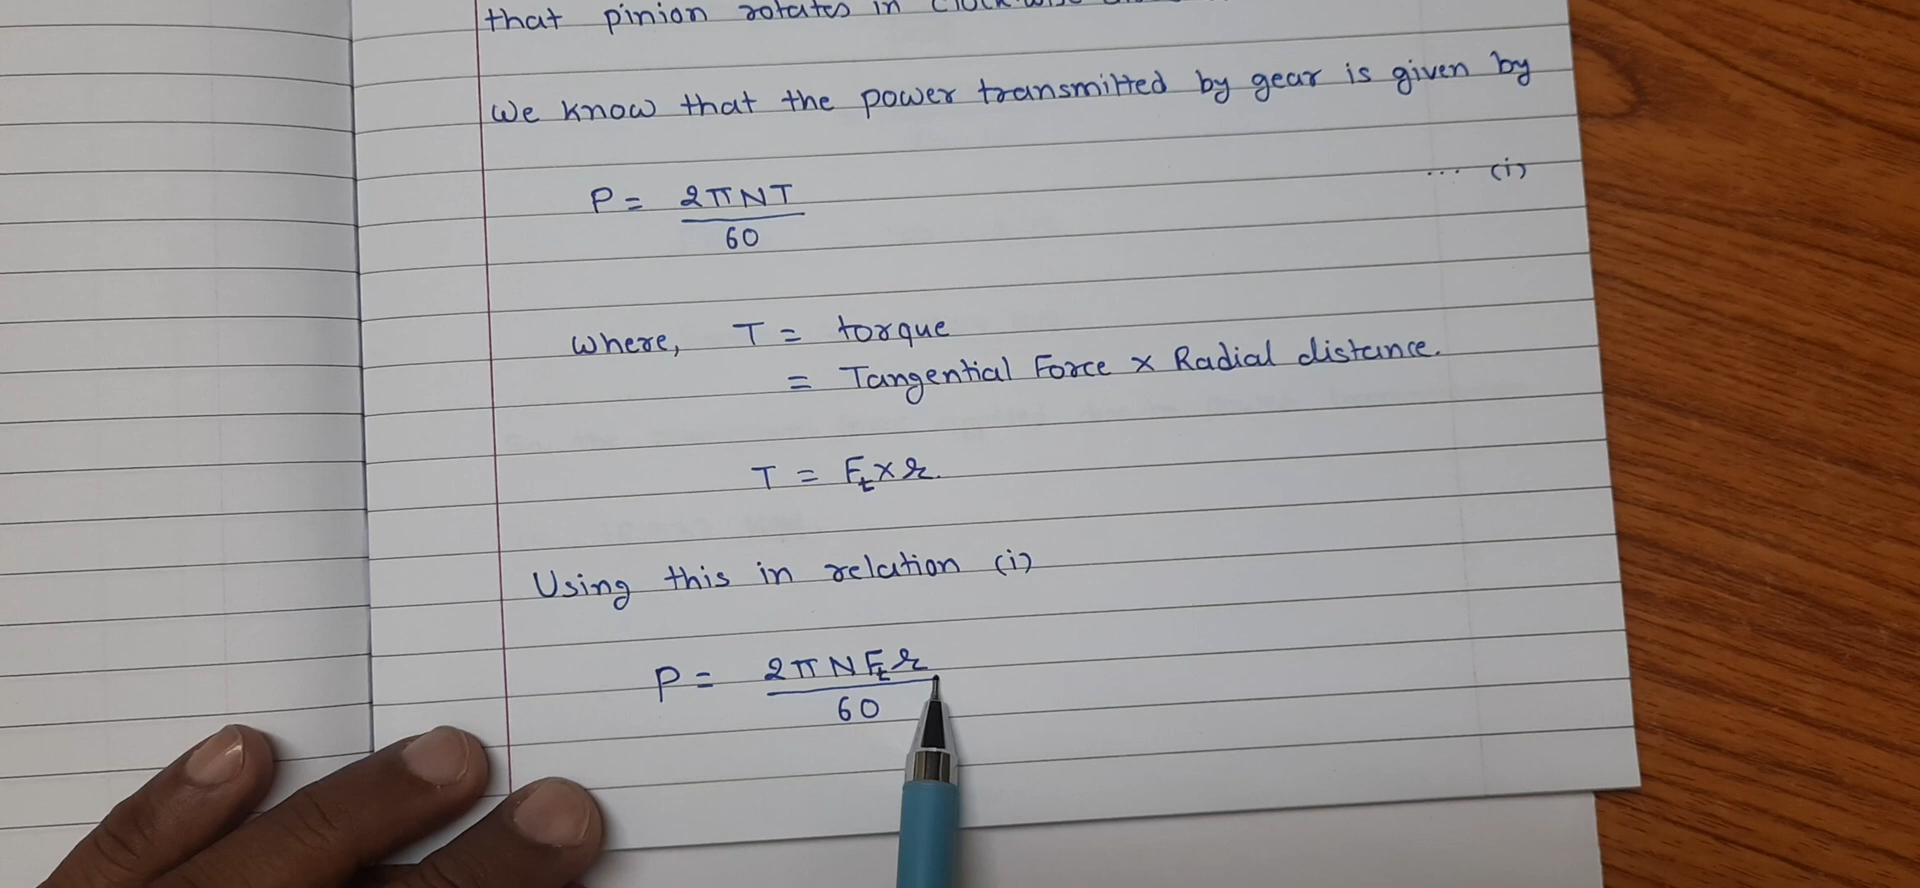 that pinion rotates in
We know that the power transmitted by gear is given by
P = 2πNT / 60 ... (i)
where, T = torque
= Tangential Force × Radial distance.
T = Ft × r.
Using this in relation (i)
P = 2πNFtr / 60